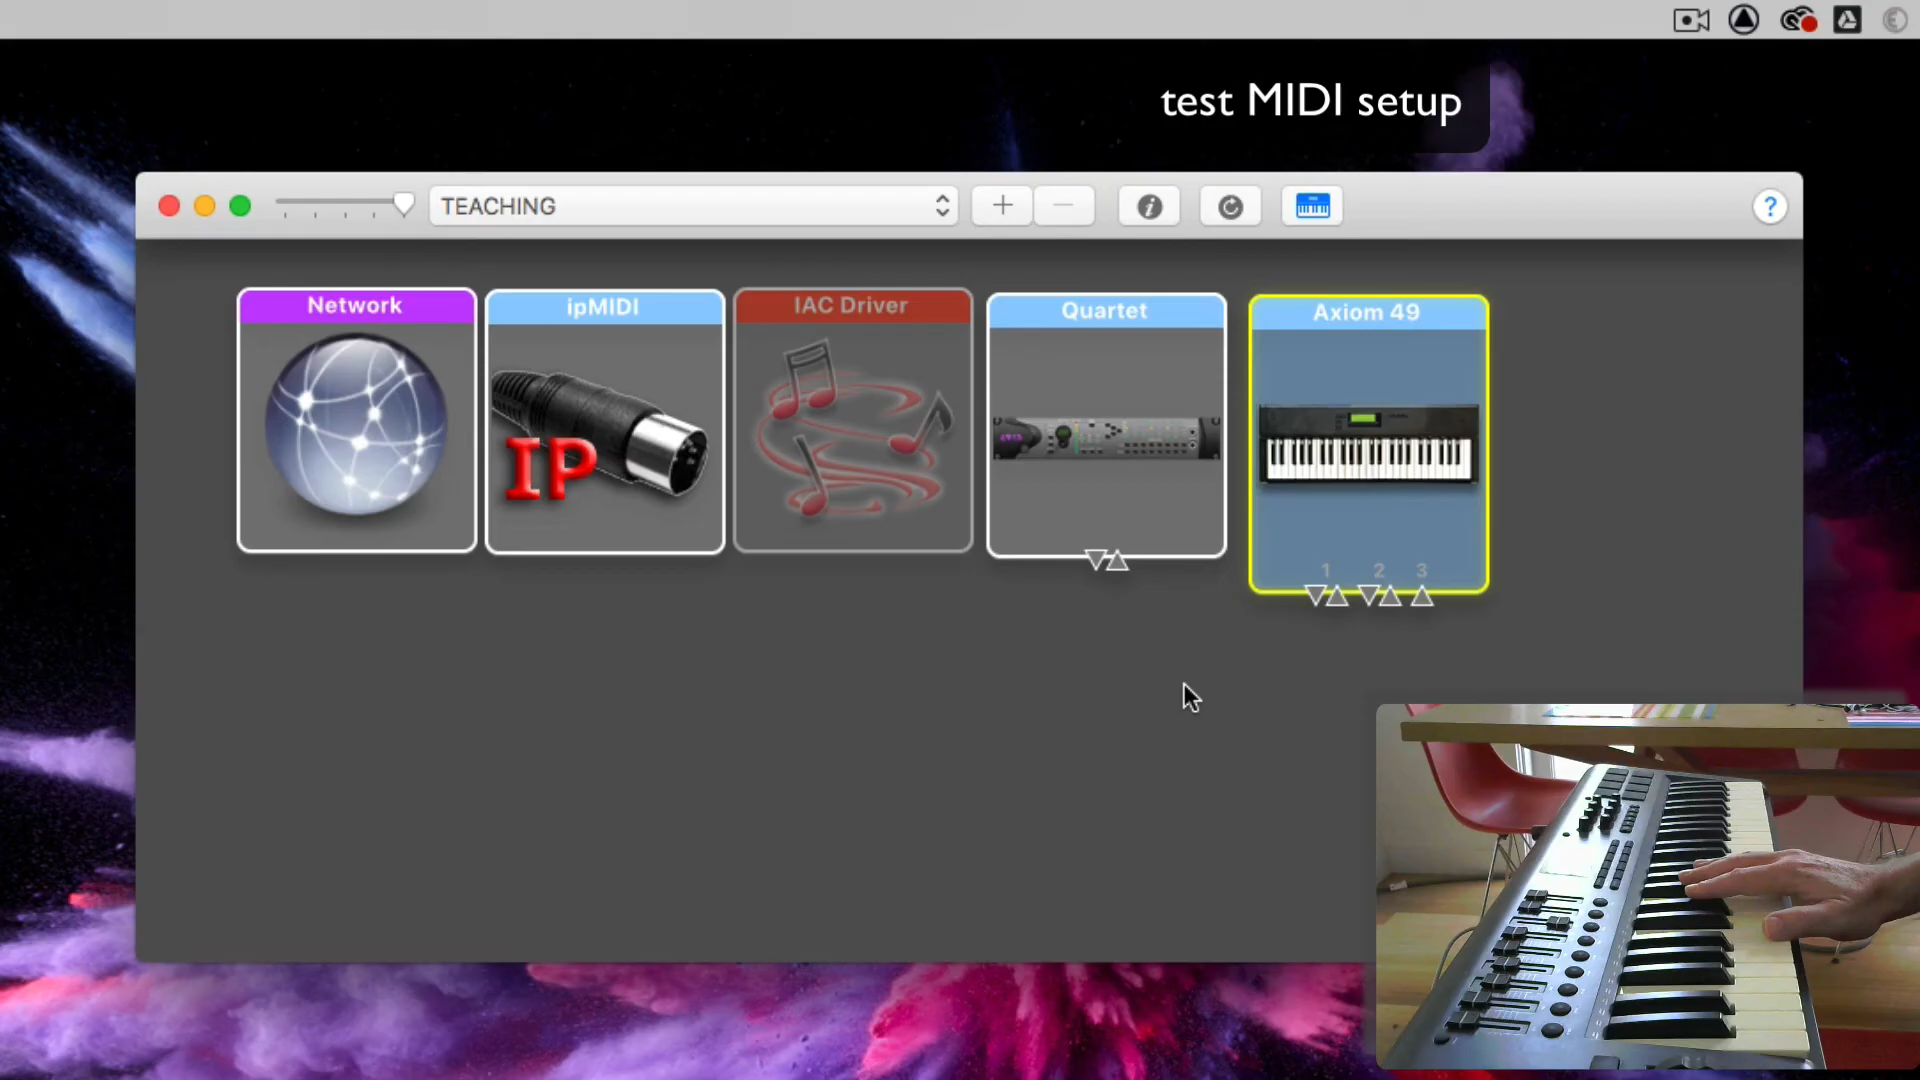 test MIDI setup
TEACHING
?
Network
ipMIDI
IAC Driver
Quartet
Axiom 49
IP
1 2 3